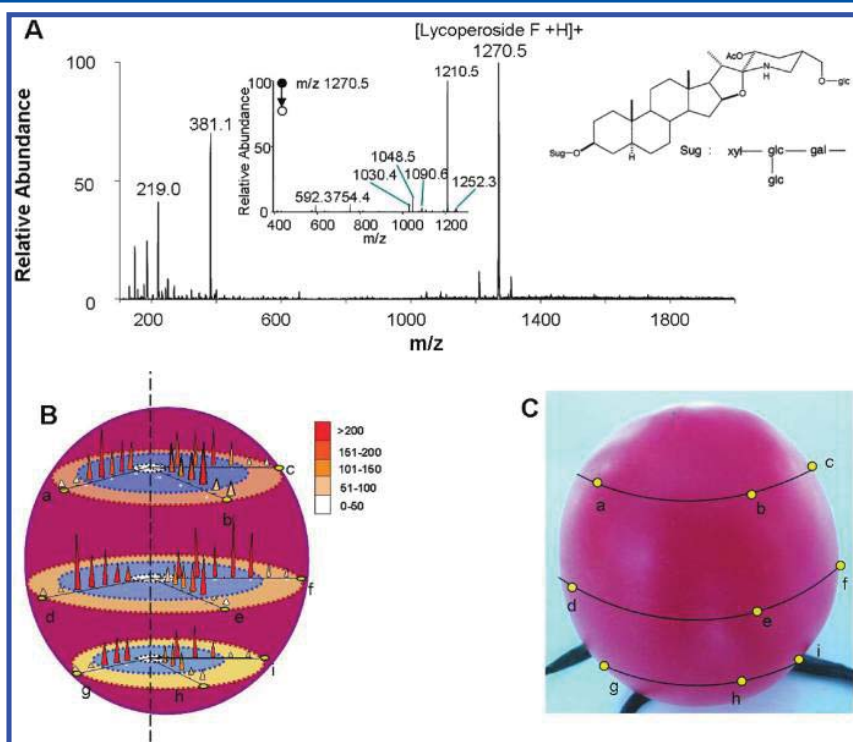 A
[Lycoperoside F +H]+
1270.5
100
381.1
219.0
50
0
Relative Abundance
200
600
1000
1400
1800
m/z
100
m/z 1270.5
1210.5
50
1048.5
1030.4
1090.6
1252.3
592.3754.4
0
Relative Abundance
400
600
800
1000
1200
m/z
AcO
N
H
O
O—glc
Sug—O
H
Sug : xyl— glc — gal —
glc
B
>200
151-200
101-150
51-100
0-50
a
b
c
d
e
f
g
h
i
C
a
b
c
d
e
f
g
h
i